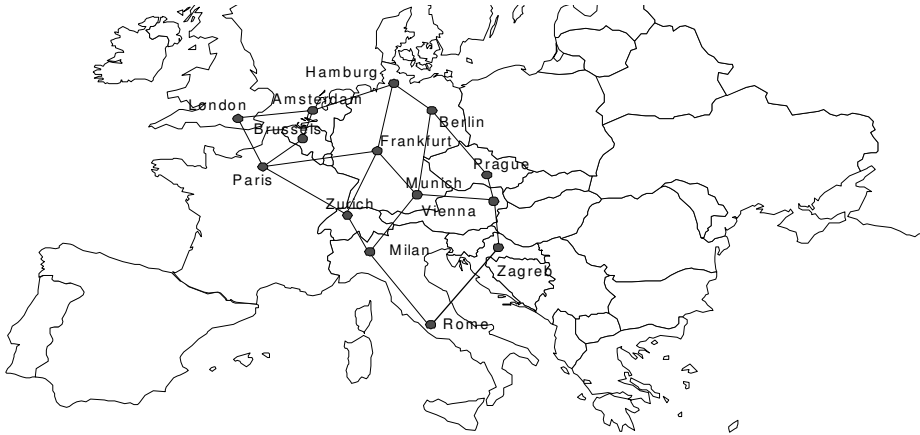 Hamburg
Amsterdam
London
Berlin
Brussels
Frankfurt
Prague
Paris
Munich
Zurich
Vienna
Milan
Zagreb
Rome